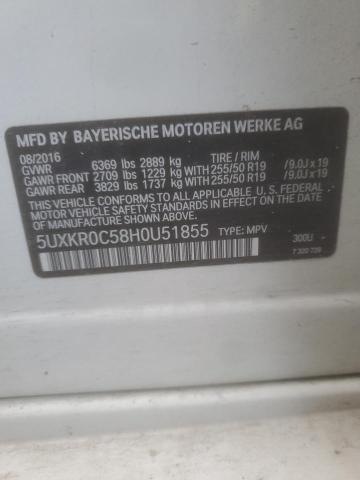 MFD BY BAYERISCHE MOTOREN WERKE AG
08/2016
GVWR 6369 lbs 2889 kg TIRE / RIM
GAWR FRONT 2709 lbs 1229 kg WITH 255/50 R19 /9.0J x 19
GAWR REAR 3829 lbs 1737 kg WITH 255/50 R19 /9.0J x 19
THIS VEHICLE CONFORMS TO ALL APPLICABLE U.S. FEDERAL
MOTOR VEHICLE SAFETY STANDARDS IN EFFECT ON THE DATE OF
MANUFACTURE SHOWN ABOVE.
5UXKR0C58H0U51855 TYPE: MPV 300U